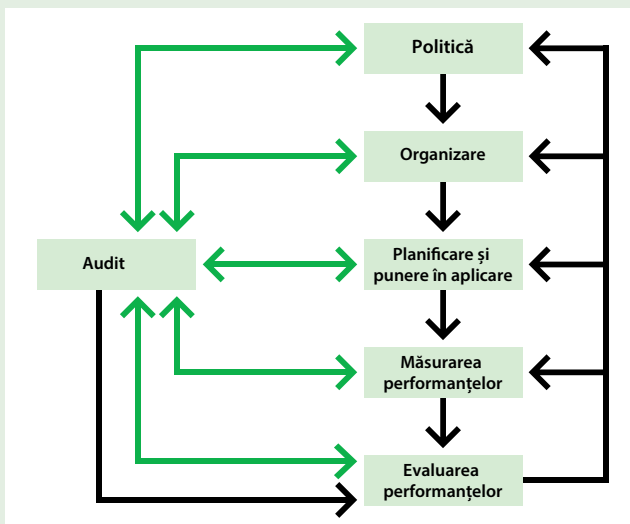 Politică
Organizare
Audit
Planificare și
punere în aplicare
Măsurarea
performanțelor
Evaluarea
performanțelor